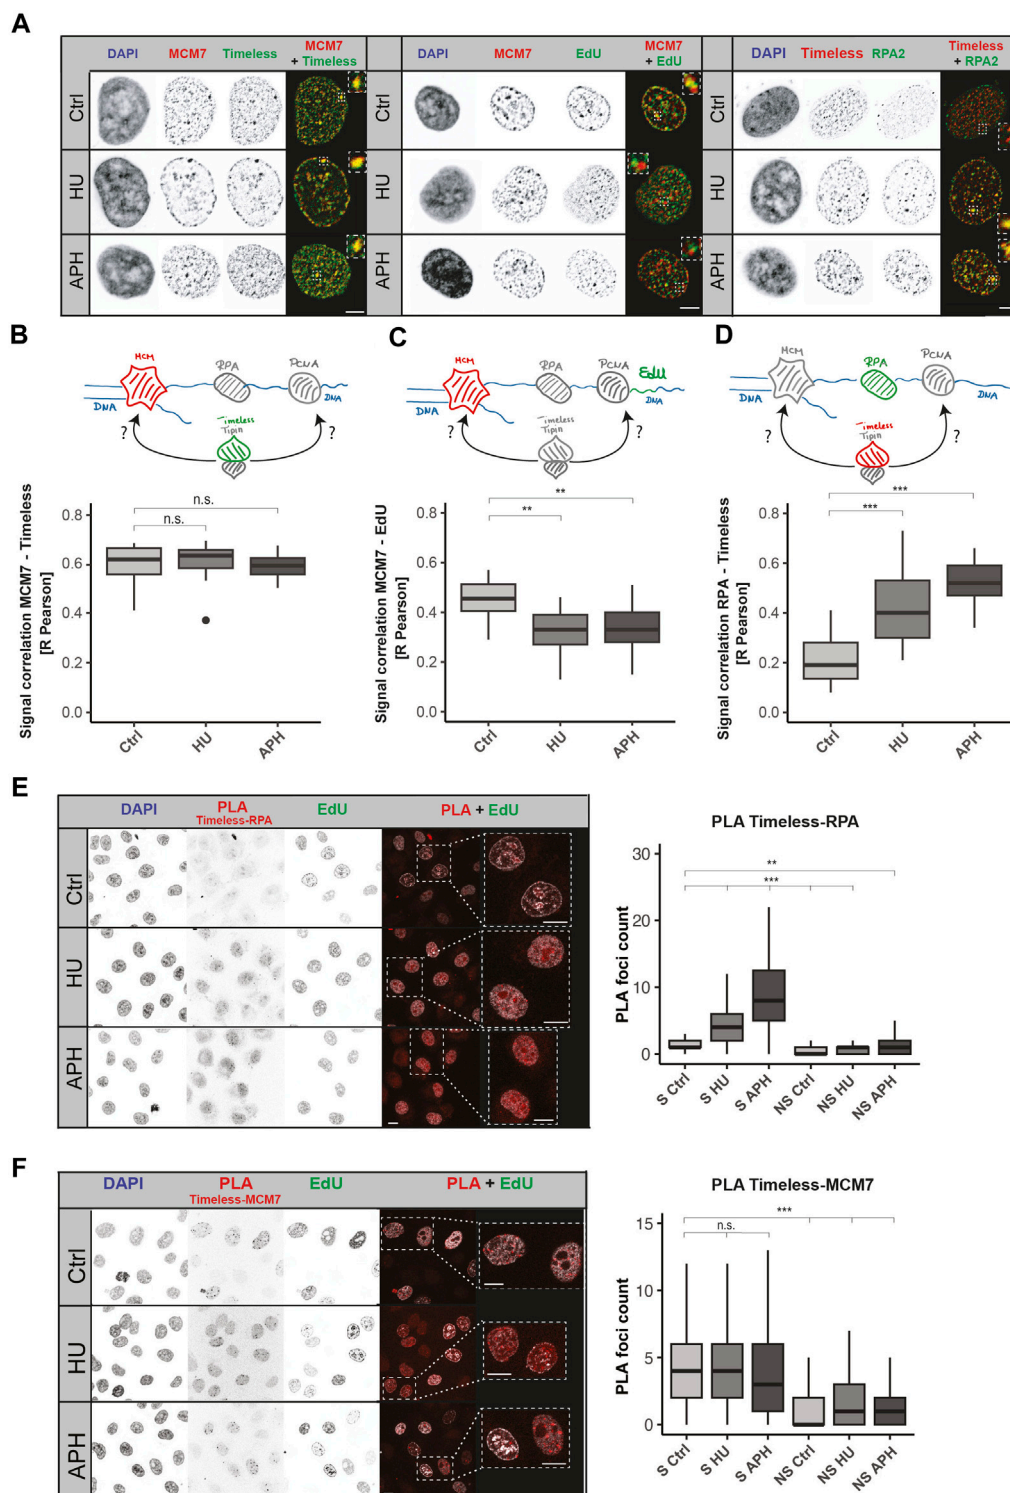 A
DAPI MCM7 Timeless MCM7 + Timeless
DAPI MCM7 EdU MCM7 + EdU
DAPI Timeless RPA2 Timeless + RPA2
Ctrl
HU
APH
Ctrl
HU
APH
Ctrl
HU
APH
B
MCM
RPA
PCNA
DNA
DNA
Timeless
Tipin
? ?
n.s.
n.s.
Signal correlation MCM7 - Timeless
[R Pearson]
0.8
0.6
0.4
0.2
0.0
Ctrl HU APH
C
MCM
RPA
PCNA
EdU
DNA
DNA
Timeless
Tipin
? ?
**
**
Signal correlation MCM7 - EdU
[R Pearson]
0.8
0.6
0.4
0.2
0.0
Ctrl HU APH
D
MCM
RPA
PCNA
DNA
DNA
Timeless
Tipin
? ?
***
***
Signal correlation RPA - Timeless
[R Pearson]
0.8
0.6
0.4
0.2
0.0
Ctrl HU APH
E
DAPI PLA EdU PLA + EdU
Timeless-RPA
Ctrl
HU
APH
PLA Timeless-RPA
**
***
PLA foci count
30
20
10
0
S Ctrl S HU S APH NS Ctrl NS HU NS APH
F
DAPI PLA EdU PLA + EdU
Timeless-MCM7
Ctrl
HU
APH
PLA Timeless-MCM7
***
n.s.
PLA foci count
15
10
5
0
S Ctrl S HU S APH NS Ctrl NS HU NS APH